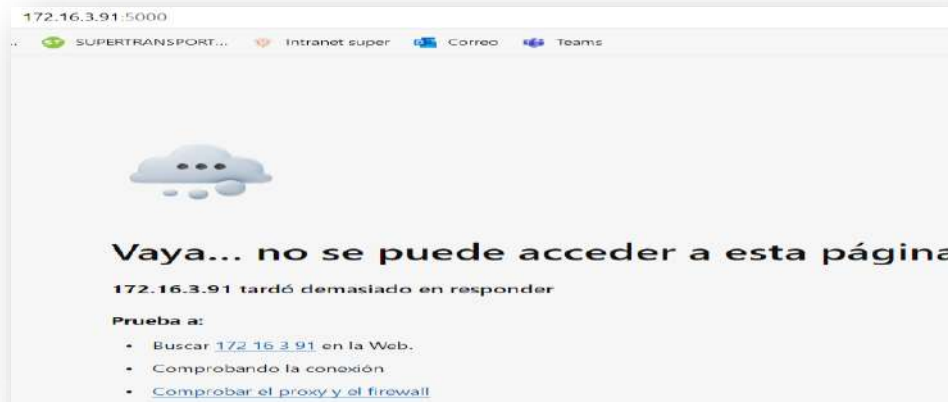 172.16.3.91:5000
.. SUPERTRANSPORT... Intranet super Correo Teams
Vaya... no se puede acceder a esta página
172.16.3.91 tardó demasiado en responder
Prueba a:
• Buscar 172 16 3 91 en la Web.
• Comprobando la conexión
• Comprobar el proxy y el firewall